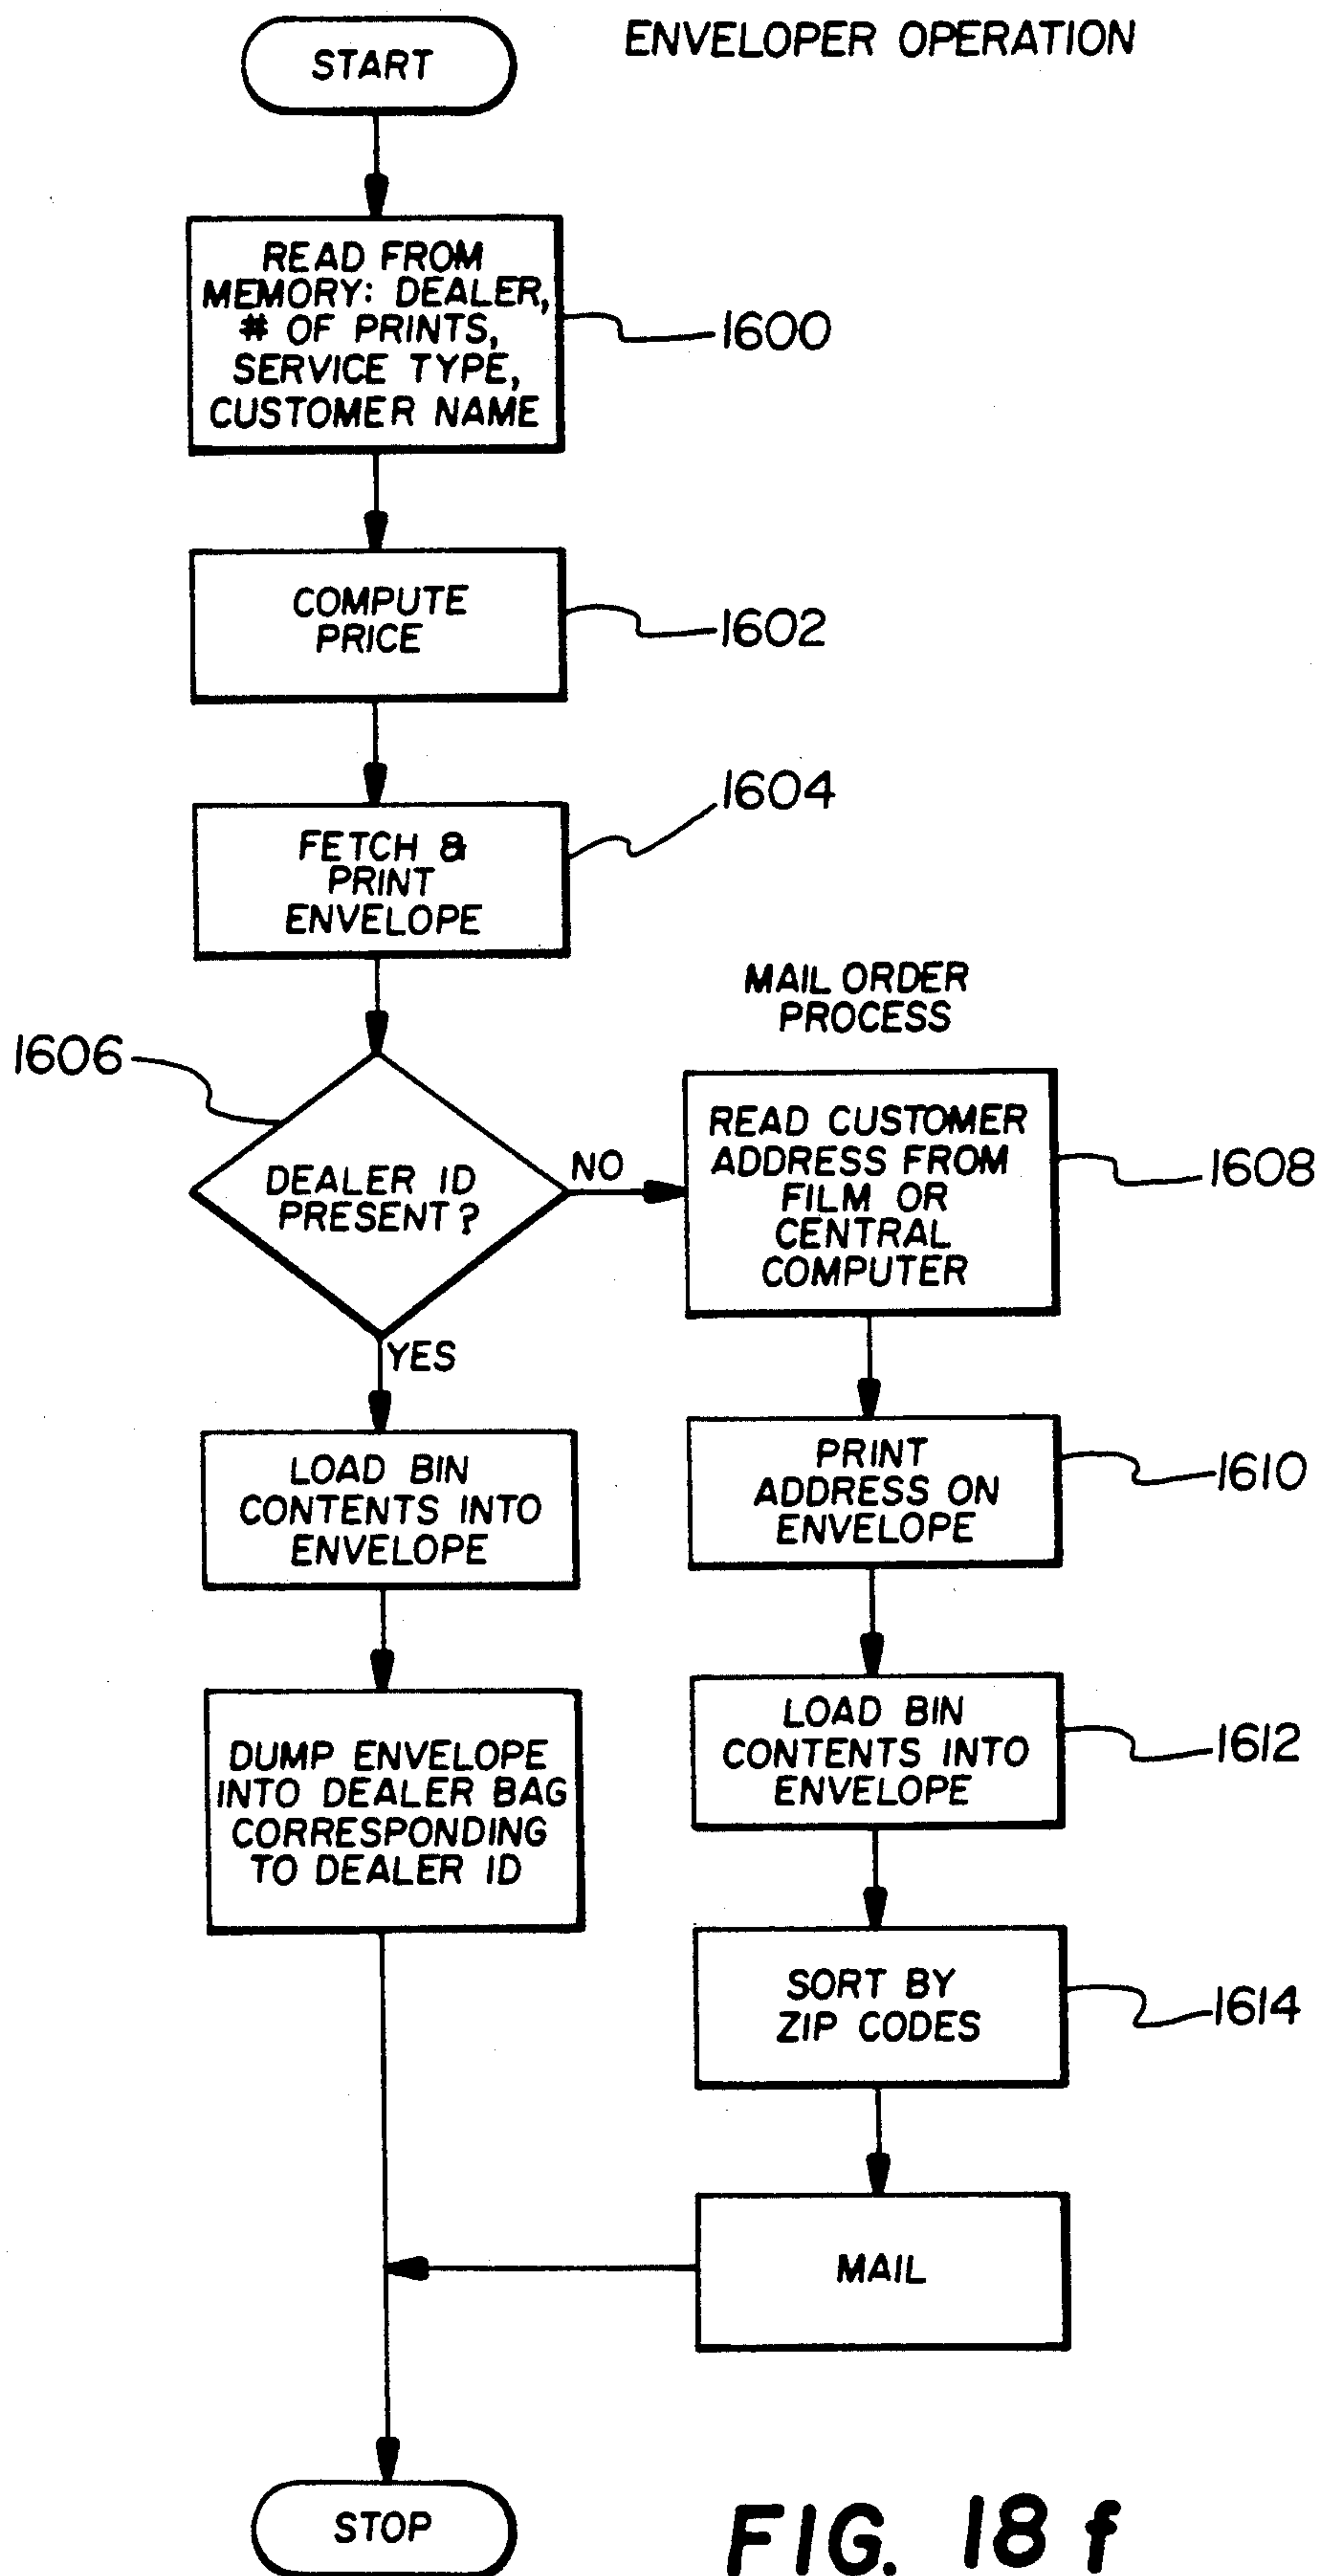 ENVELOPER OPERATION
START
READ FROM
MEMORY: DEALER,
# OF PRINTS,
SERVICE TYPE,
CUSTOMER NAME
1600
COMPUTE
PRICE
1602
FETCH &
PRINT
ENVELOPE
1604
1606
DEALER ID
PRESENT?
NO
YES
MAIL ORDER
PROCESS
READ CUSTOMER
ADDRESS FROM
FILM OR
CENTRAL
COMPUTER
1608
LOAD BIN
CONTENTS INTO
ENVELOPE
PRINT
ADDRESS ON
ENVELOPE
1610
DUMP ENVELOPE
INTO DEALER BAG
CORRESPONDING
TO DEALER ID
LOAD BIN
CONTENTS INTO
ENVELOPE
1612
SORT BY
ZIP CODES
1614
MAIL
STOP
FIG. 18 f